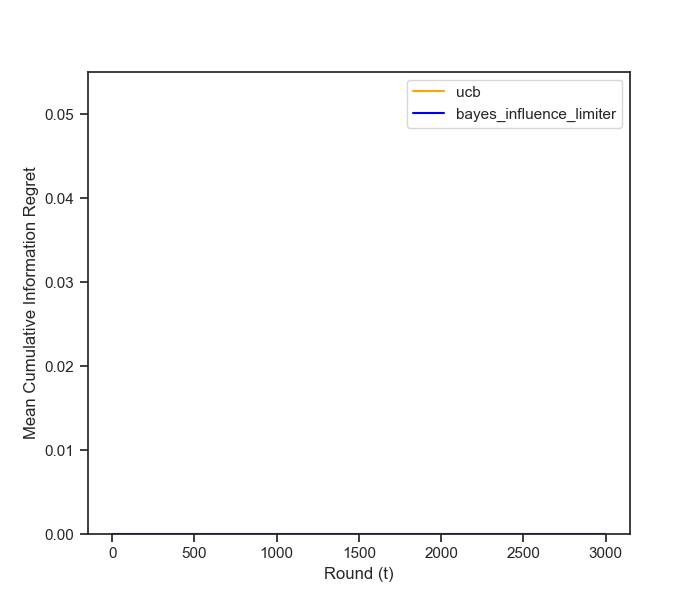 ucb
bayes_influence_limiter
Mean Cumulative Information Regret
0.05
0.04
0.03
0.02
0.01
0.00
0 500 1000 1500 2000 2500 3000
Round (t)